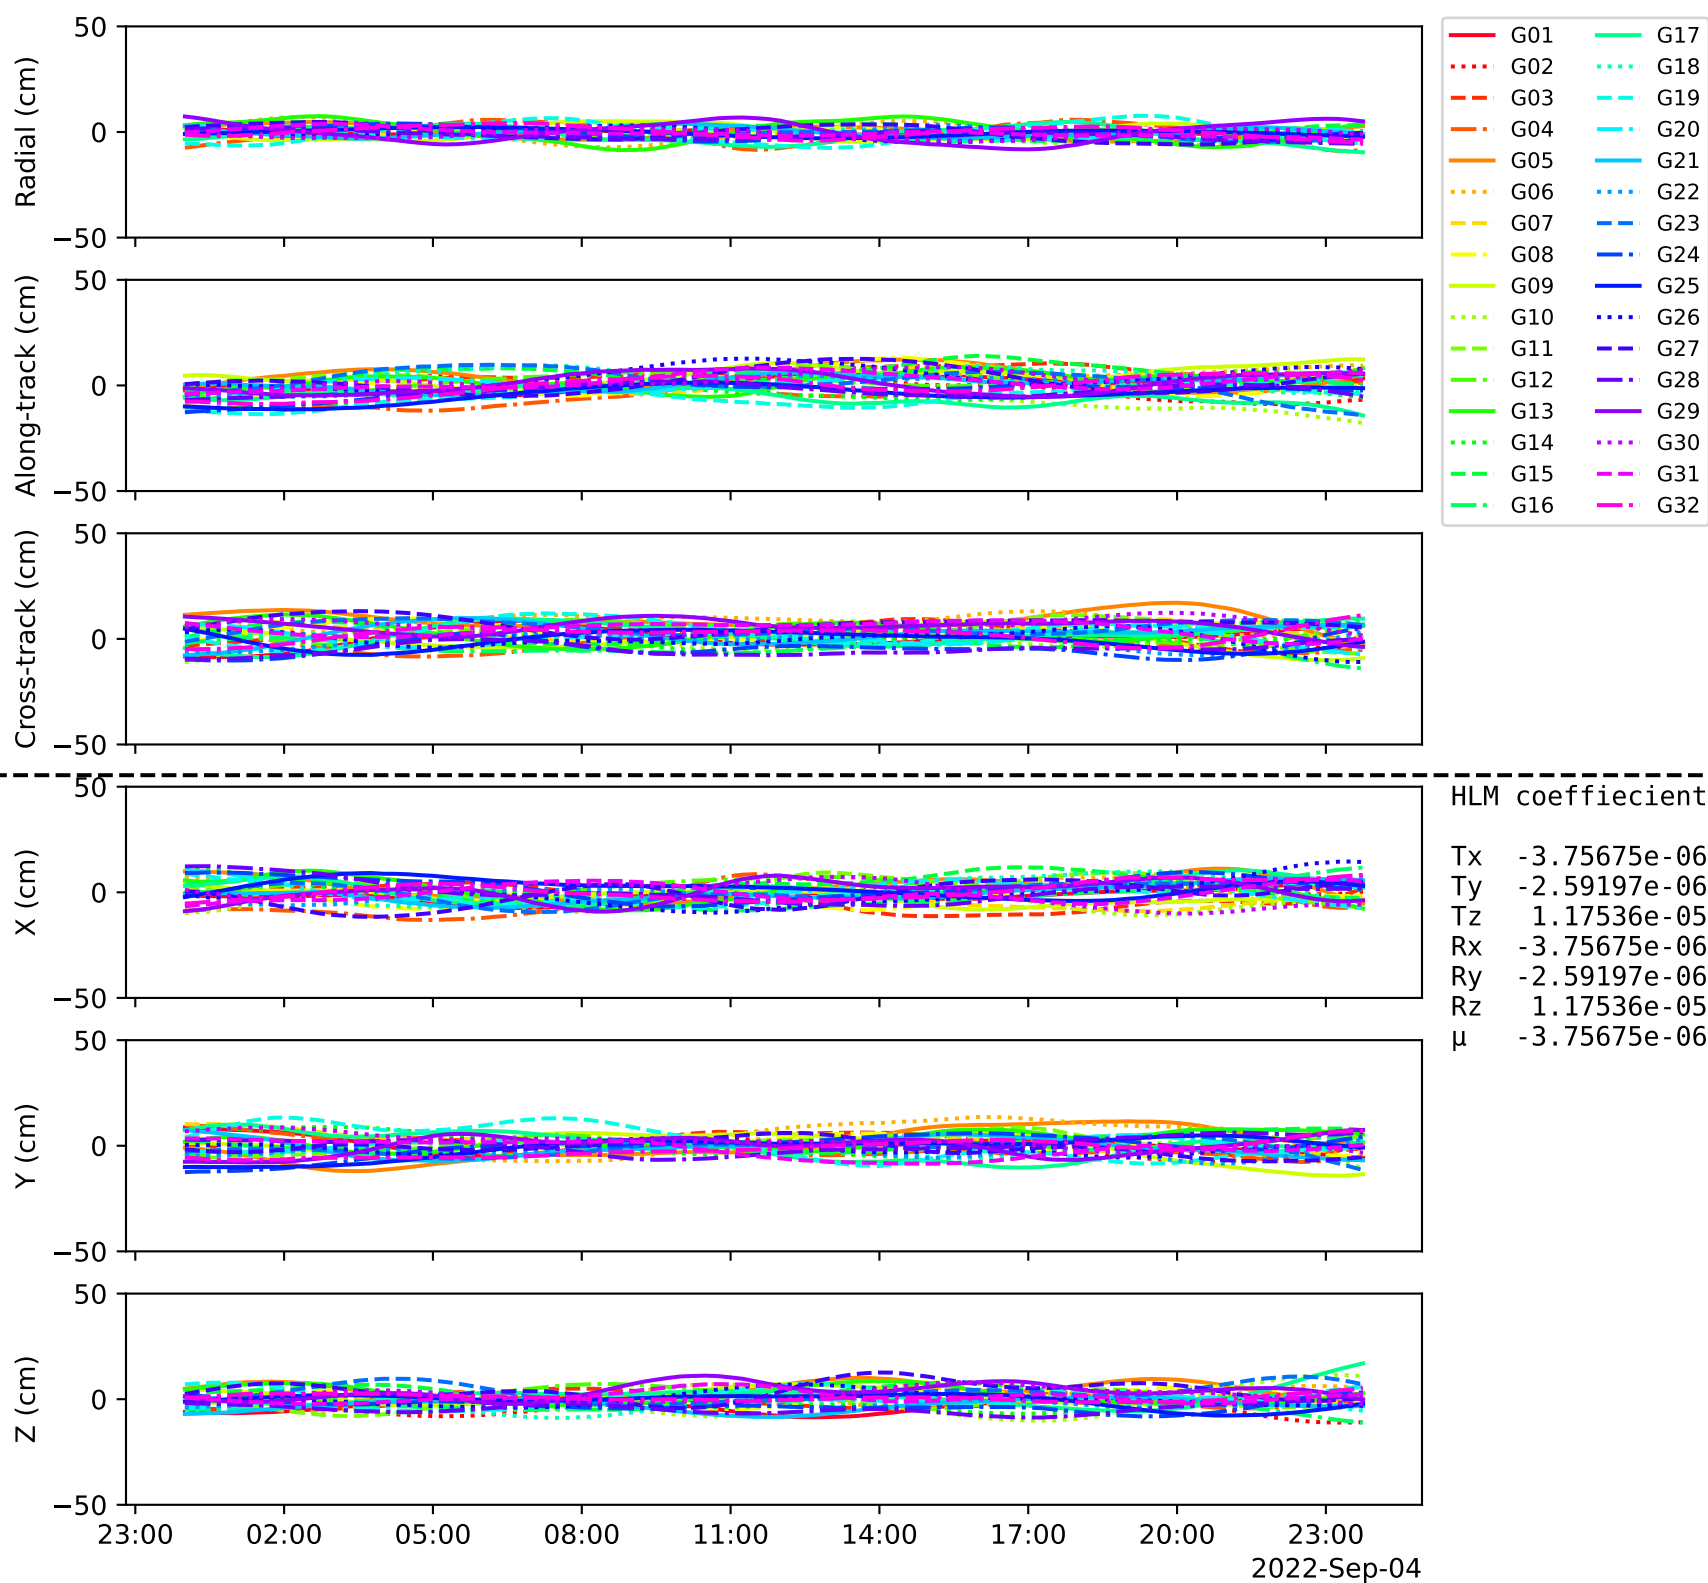 50
0
−50
Radial (cm)
50
0
−50
Along-track (cm)
50
0
−50
Cross-track (cm)
50
0
−50
X (cm)
50
0
−50
Y (cm)
50
0
−50
Z (cm)
23:00 02:00 05:00 08:00 11:00 14:00 17:00 20:00 23:00
2022-Sep-04
G01 G17
G02 G18
G03 G19
G04 G20
G05 G21
G06 G22
G07 G23
G08 G24
G09 G25
G10 G26
G11 G27
G12 G28
G13 G29
G14 G30
G15 G31
G16 G32
HLM coeffiecient
Tx -3.75675e-06
Ty -2.59197e-06
Tz 1.17536e-05
Rx -3.75675e-06
Ry -2.59197e-06
Rz 1.17536e-05
μ -3.75675e-06